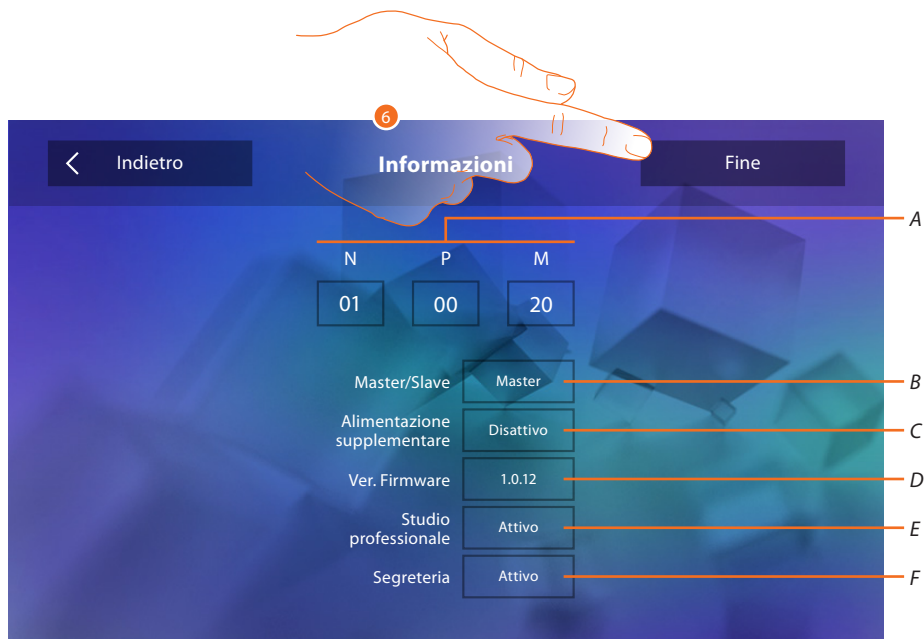 6
Indietro
Informazioni
Fine
A
N P M
01 00 20
Master/Slave Master B
Alimentazione
supplementare Disattivo C
Ver. Firmware 1.0.12 D
Studio
professionale Attivo E
Segreteria Attivo F